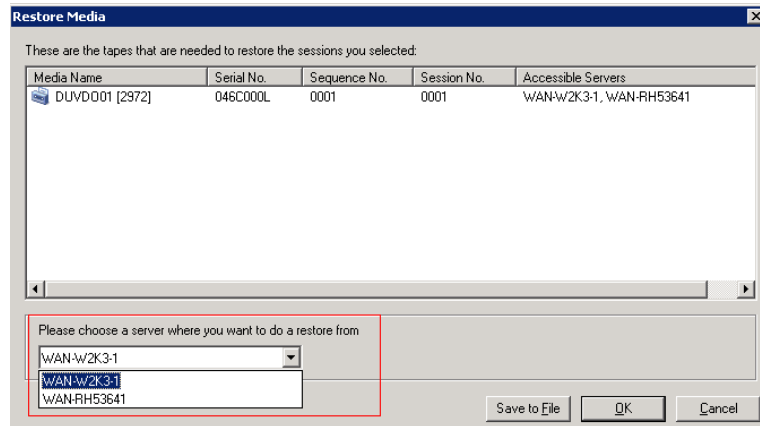 Restore Media
These are the tapes that are needed to restore the sessions you selected:
Media Name Serial No. Sequence No. Session No. Accessible Servers
DUVDO01 [2972] 046C000L 0001 0001 WAN-W2K3-1, WAN-RH53641
Please choose a server where you want to do a restore from
WAN-W2K3-1
WAN-W2K3-1
WAN-RH53641
Save to File OK Cancel